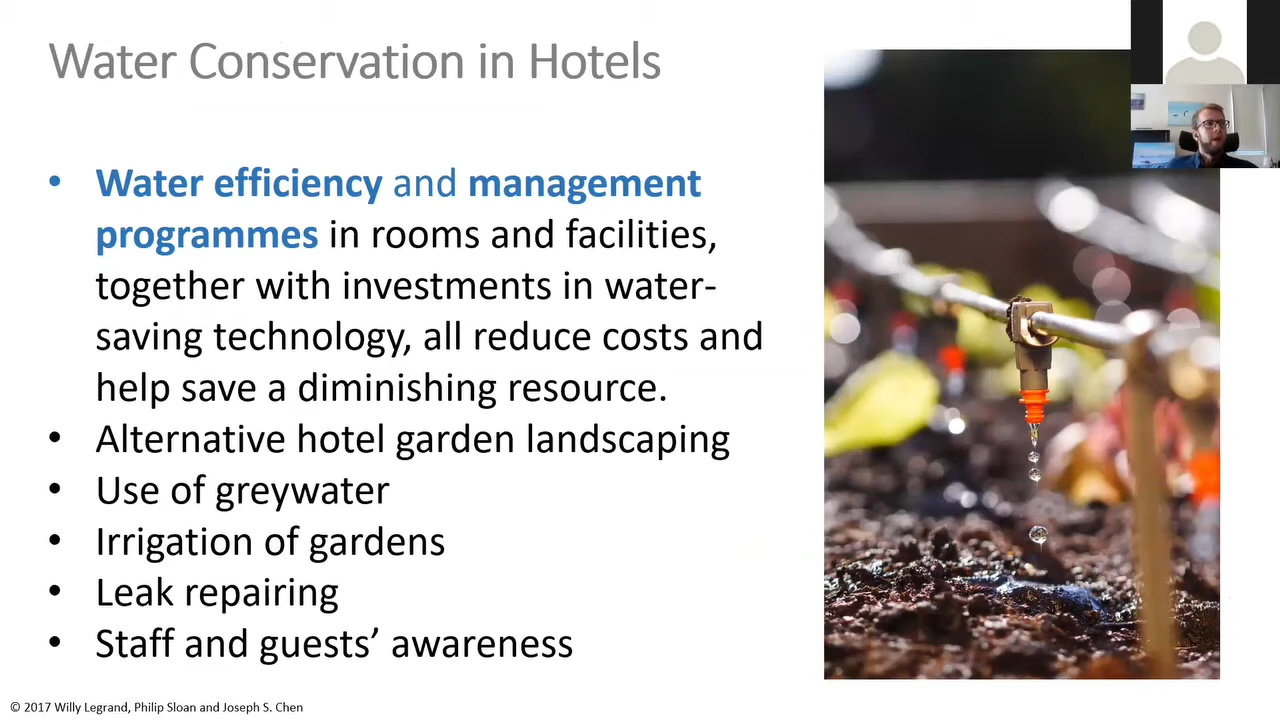 Water Conservation in Hotels
• Water efficiency and management
programmes in rooms and facilities,
together with investments in water-
saving technology, all reduce costs and
help save a diminishing resource.
• Alternative hotel garden landscaping
• Use of greywater
• Irrigation of gardens
• Leak repairing
• Staff and guests’ awareness
© 2017 Willy Legrand, Philip Sloan and Joseph S. Chen